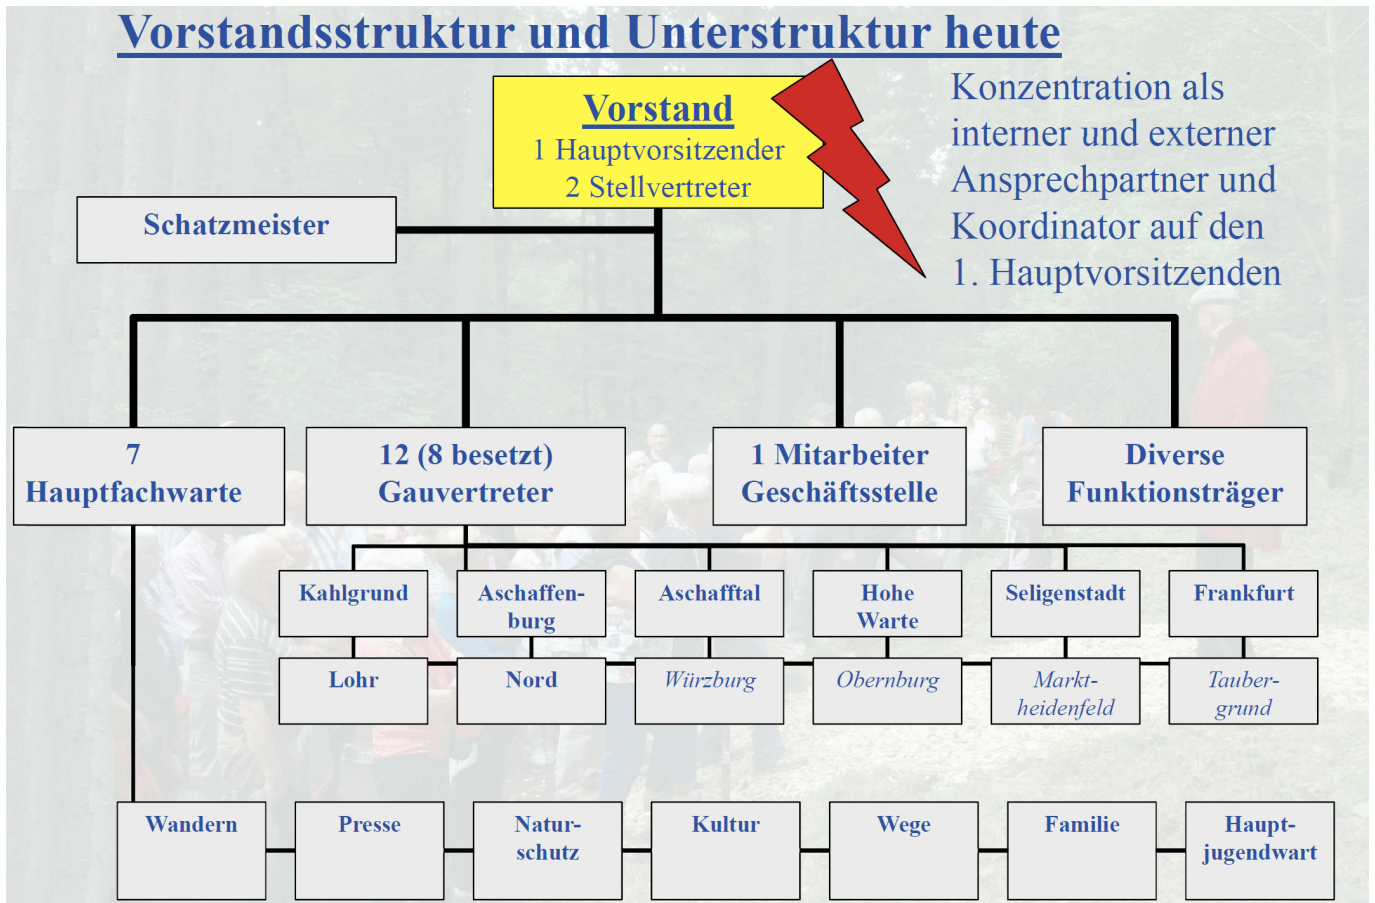 Vorstandsstruktur und Unterstruktur heute
Vorstand
1 Hauptvorsitzender
2 Stellvertreter
Konzentration als
interner und externer
Ansprechpartner und
Koordinator auf den
1. Hauptvorsitzenden
Schatzmeister
7
Hauptfachwarte
12 (8 besetzt)
Gauvertreter
1 Mitarbeiter
Geschäftsstelle
Diverse
Funktionsträger
Kahlgrund
Aschaffen-
burg
Aschafftal
Hohe
Warte
Seligenstadt
Frankfurt
Lohr
Nord
Würzburg
Obernburg
Markt-
heidenfeld
Tauber-
grund
Wandern
Presse
Natur-
schutz
Kultur
Wege
Familie
Haupt-
jugendwart